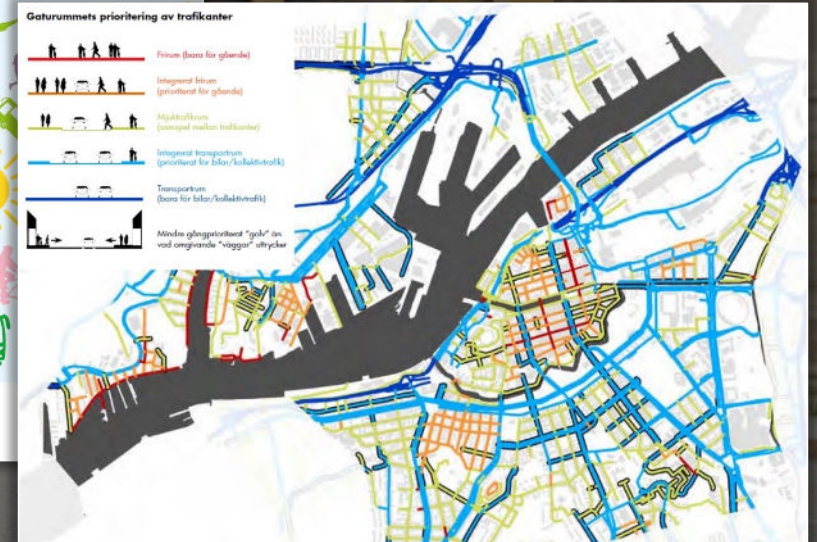 Gaturummets prioritering av trafikanter
Frirum (bara för gående)
Integrerat frirum
(prioriterat för gående)
Mjuktrafikrum
(samspel mellan trafikanter)
Integrerat transportrum
(prioriterat för bilar/kollektivtrafik)
Transportrum
(bara för bilar/kollektivtrafik)
Mindre gångprioriterat "golv" än
vad omgivande "väggar" uttrycker